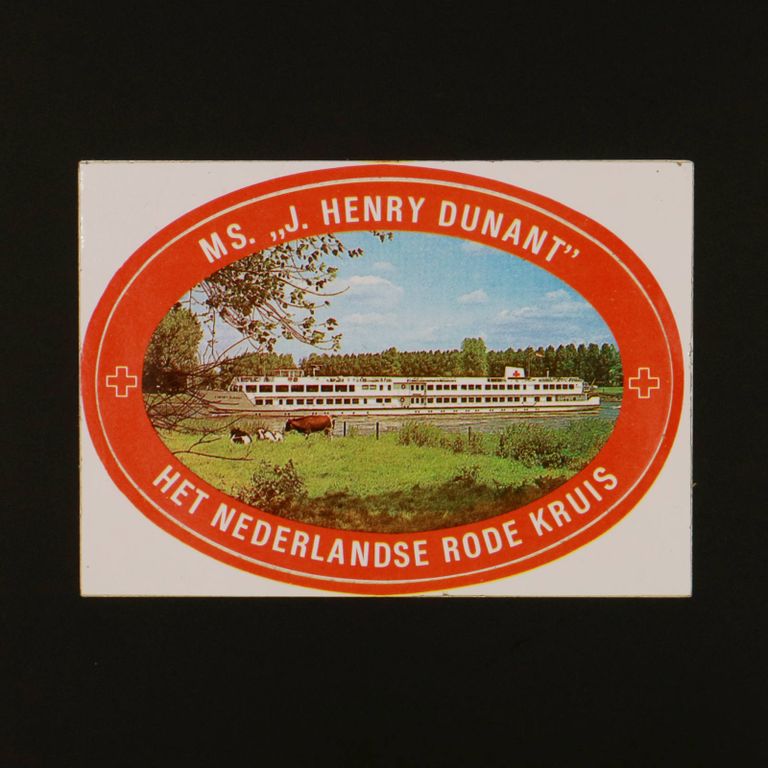 MS. „J. HENRY DUNANT”
HET NEDERLANDSE RODE KRUIS